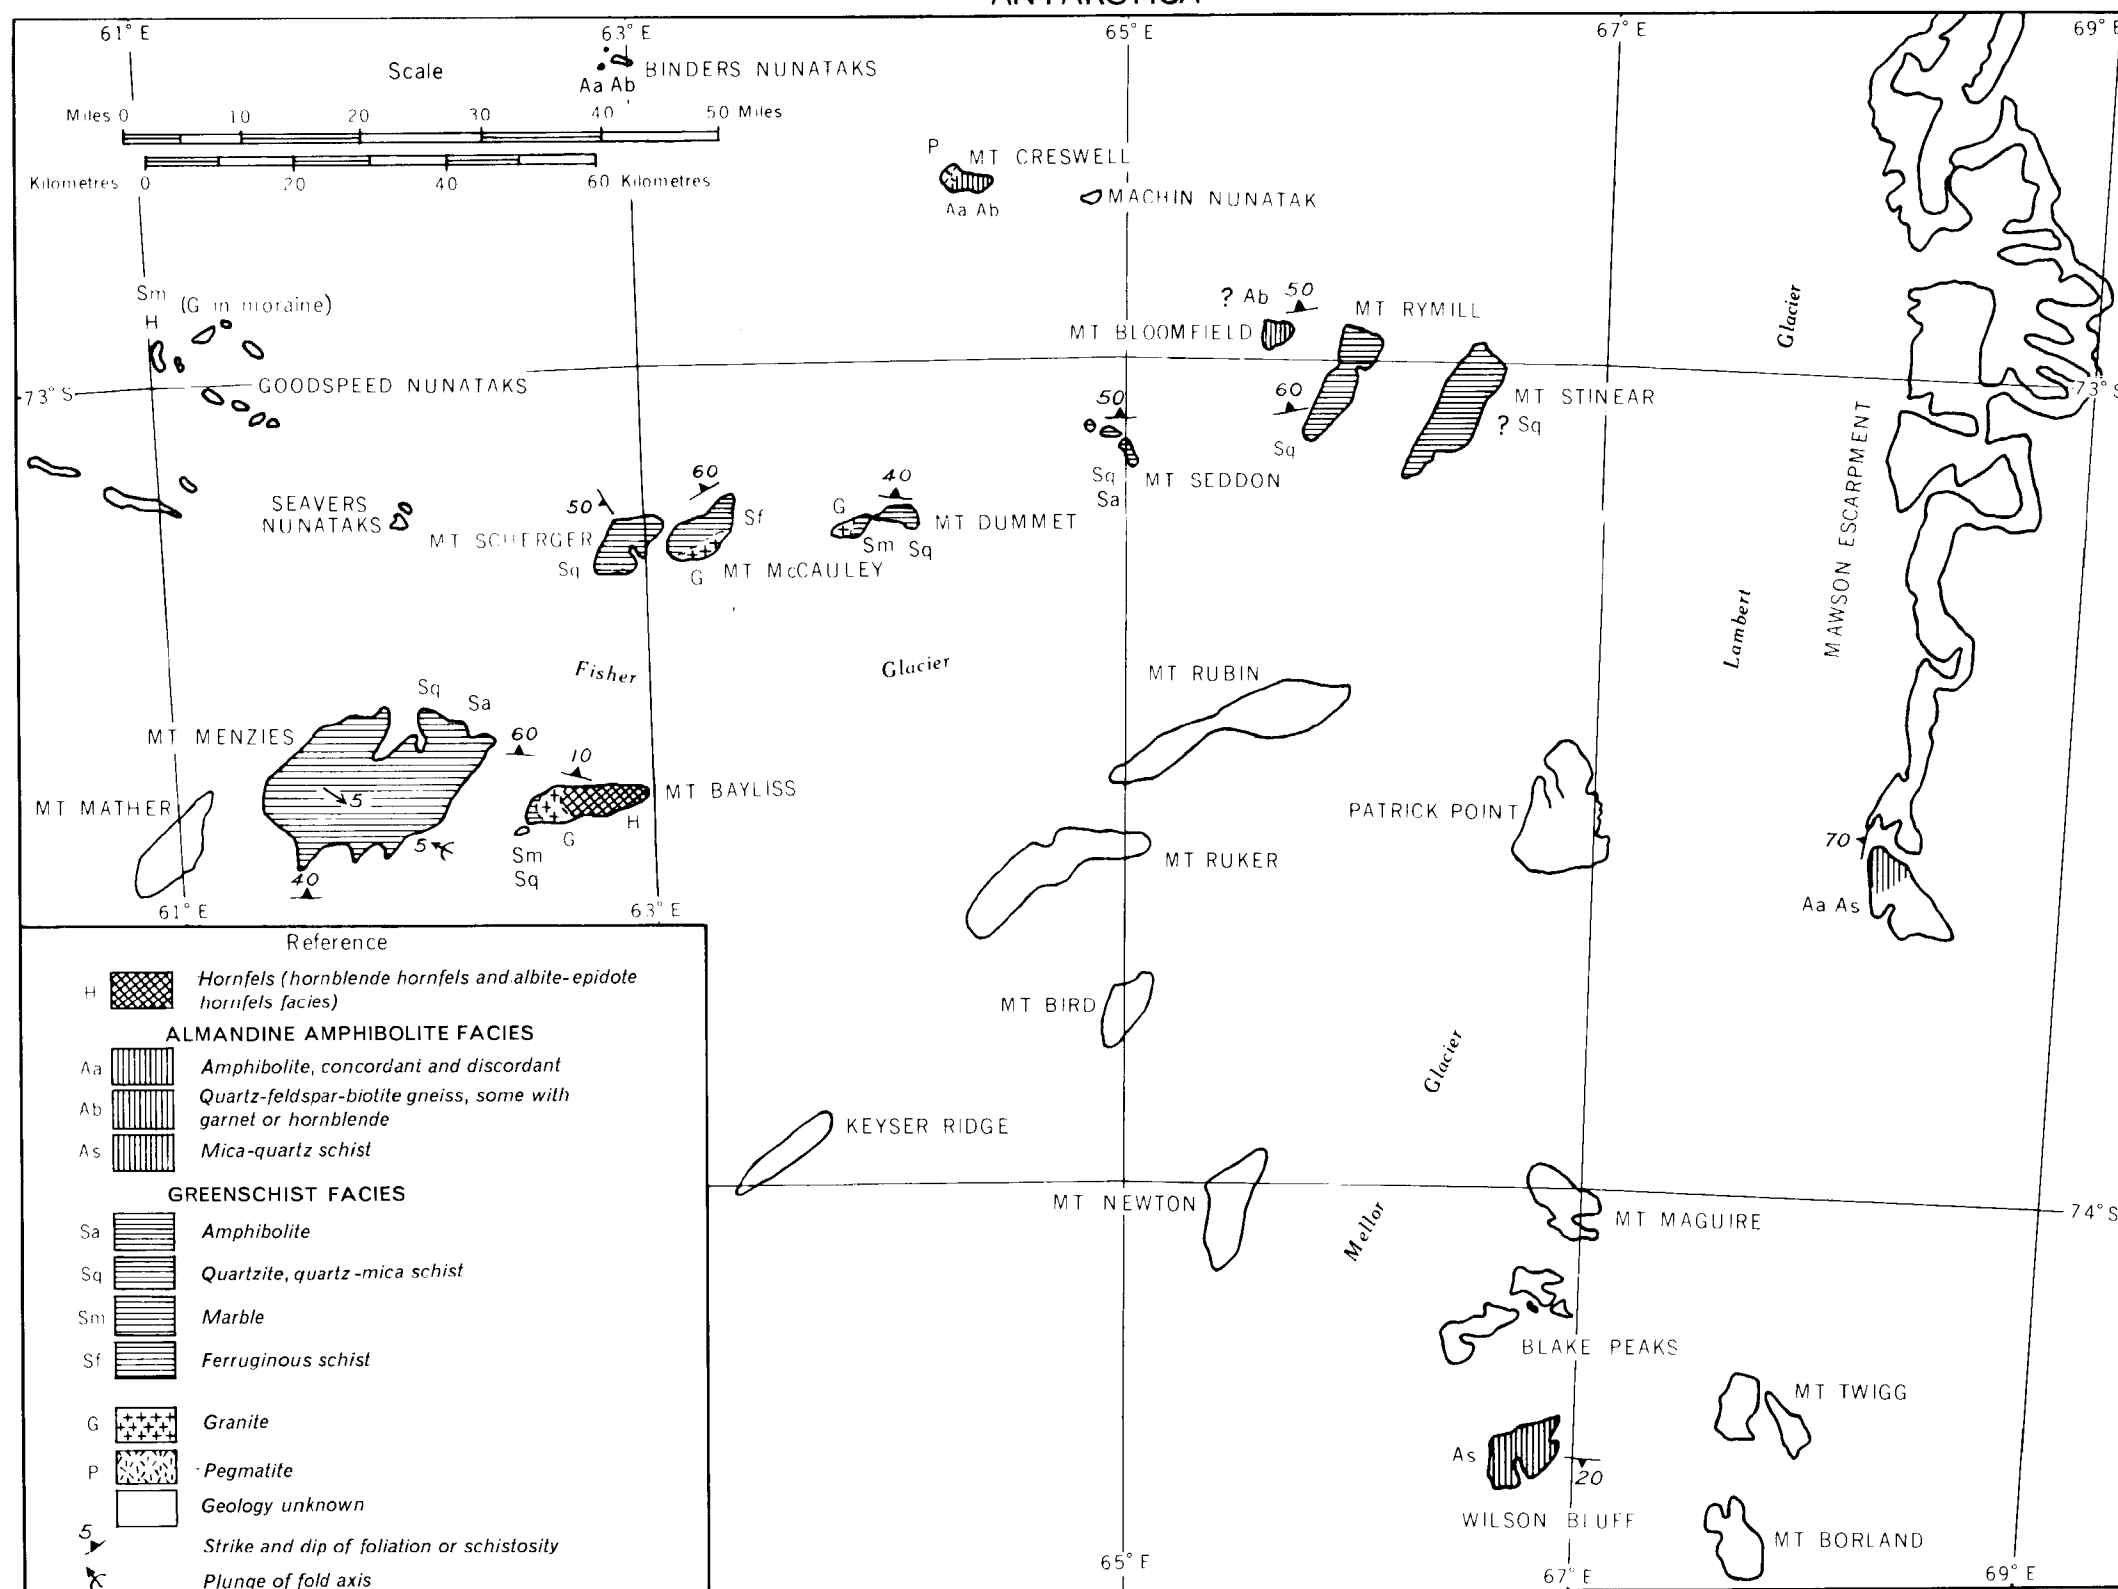 61° E 63° E 65° E 67° E 69° E
Scale
BINDERS NUNATAKS
Aa Ab
Miles 0 10 20 30 40 50 Miles
Kilometres 0 20 40 60 Kilometres
P MT CRESWELL
Aa Ab
MACHIN NUNATAK
Sm (G in moraine)
H
GOODSPEED NUNATAKS
73° S
? Ab 50
MT BLOOMFIELD
MT RYMILL
60
Sq
MT STINEAR
? Sq
Glacier
73° S
50
Sq
Sa
MT SEDDON
SEAVERS
NUNATAKS
50
MT SCHERGER
Sq
60
Sf
G MT McCAULEY
40
G
Sm Sq
MT DUMMET
MAWSON ESCARPMENT
Lambert
Fisher Glacier
MT RUBIN
Sq Sa
MT MENZIES
60
5
5
40
MT MATHER
10
MT BAYLISS
G H
Sm
Sq
PATRICK POINT
MT RUKER
70
Aa As
61° E 63° E
MT BIRD
Glacier
KEYSER RIDGE
MT NEWTON
Mellor
MT MAGUIRE
74° S
BLAKE PEAKS
MT TWIGG
As
20
WILSON BLUFF
MT BORLAND
65° E 67° E 69° E
Reference
H Hornfels (hornblende hornfels and albite-epidote
hornfels facies)
ALMANDINE AMPHIBOLITE FACIES
Aa Amphibolite, concordant and discordant
Ab Quartz-feldspar-biotite gneiss, some with
garnet or hornblende
As Mica-quartz schist
GREENSCHIST FACIES
Sa Amphibolite
Sq Quartzite, quartz-mica schist
Sm Marble
Sf Ferruginous schist
G Granite
P Pegmatite
Geology unknown
5 Strike and dip of foliation or schistosity
Plunge of fold axis